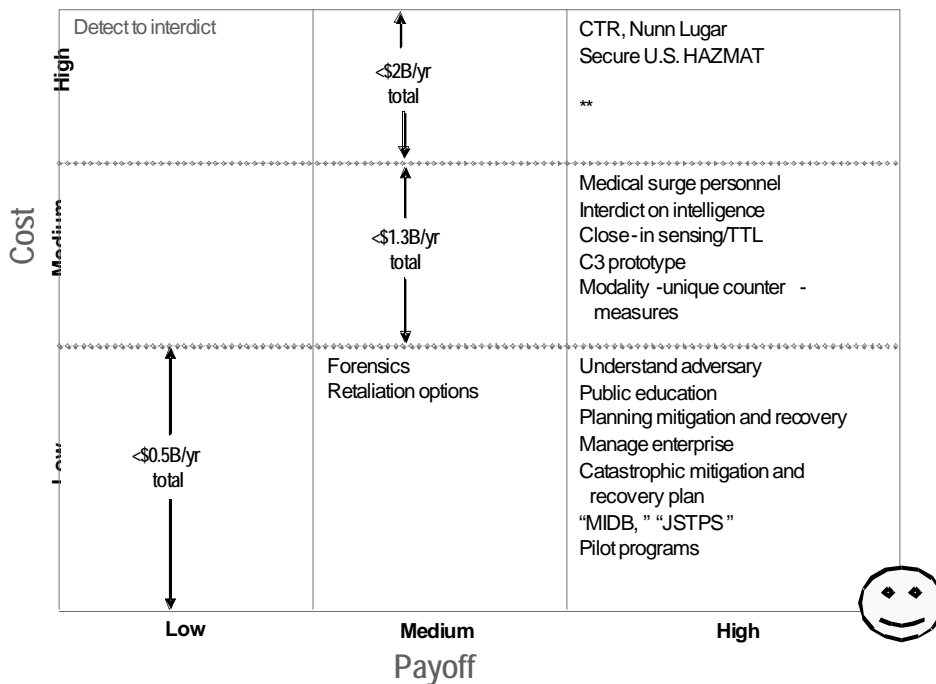 Detect to interdict
<$2B/yr
total
CTR, Nunn Lugar
Secure U.S. HAZMAT
**
High
<$1.3B/yr
total
Medical surge personnel
Interdict on intelligence
Close-in sensing/TTL
C3 prototype
Modality -unique counter -
measures
Cost
Medium
<$0.5B/yr
total
Forensics
Retaliation options
Understand adversary
Public education
Planning mitigation and recovery
Manage enterprise
Catastrophic mitigation and
recovery plan
“MIDB, ” “JSTPS ”
Pilot programs
Low
Low
Medium
High
Payoff